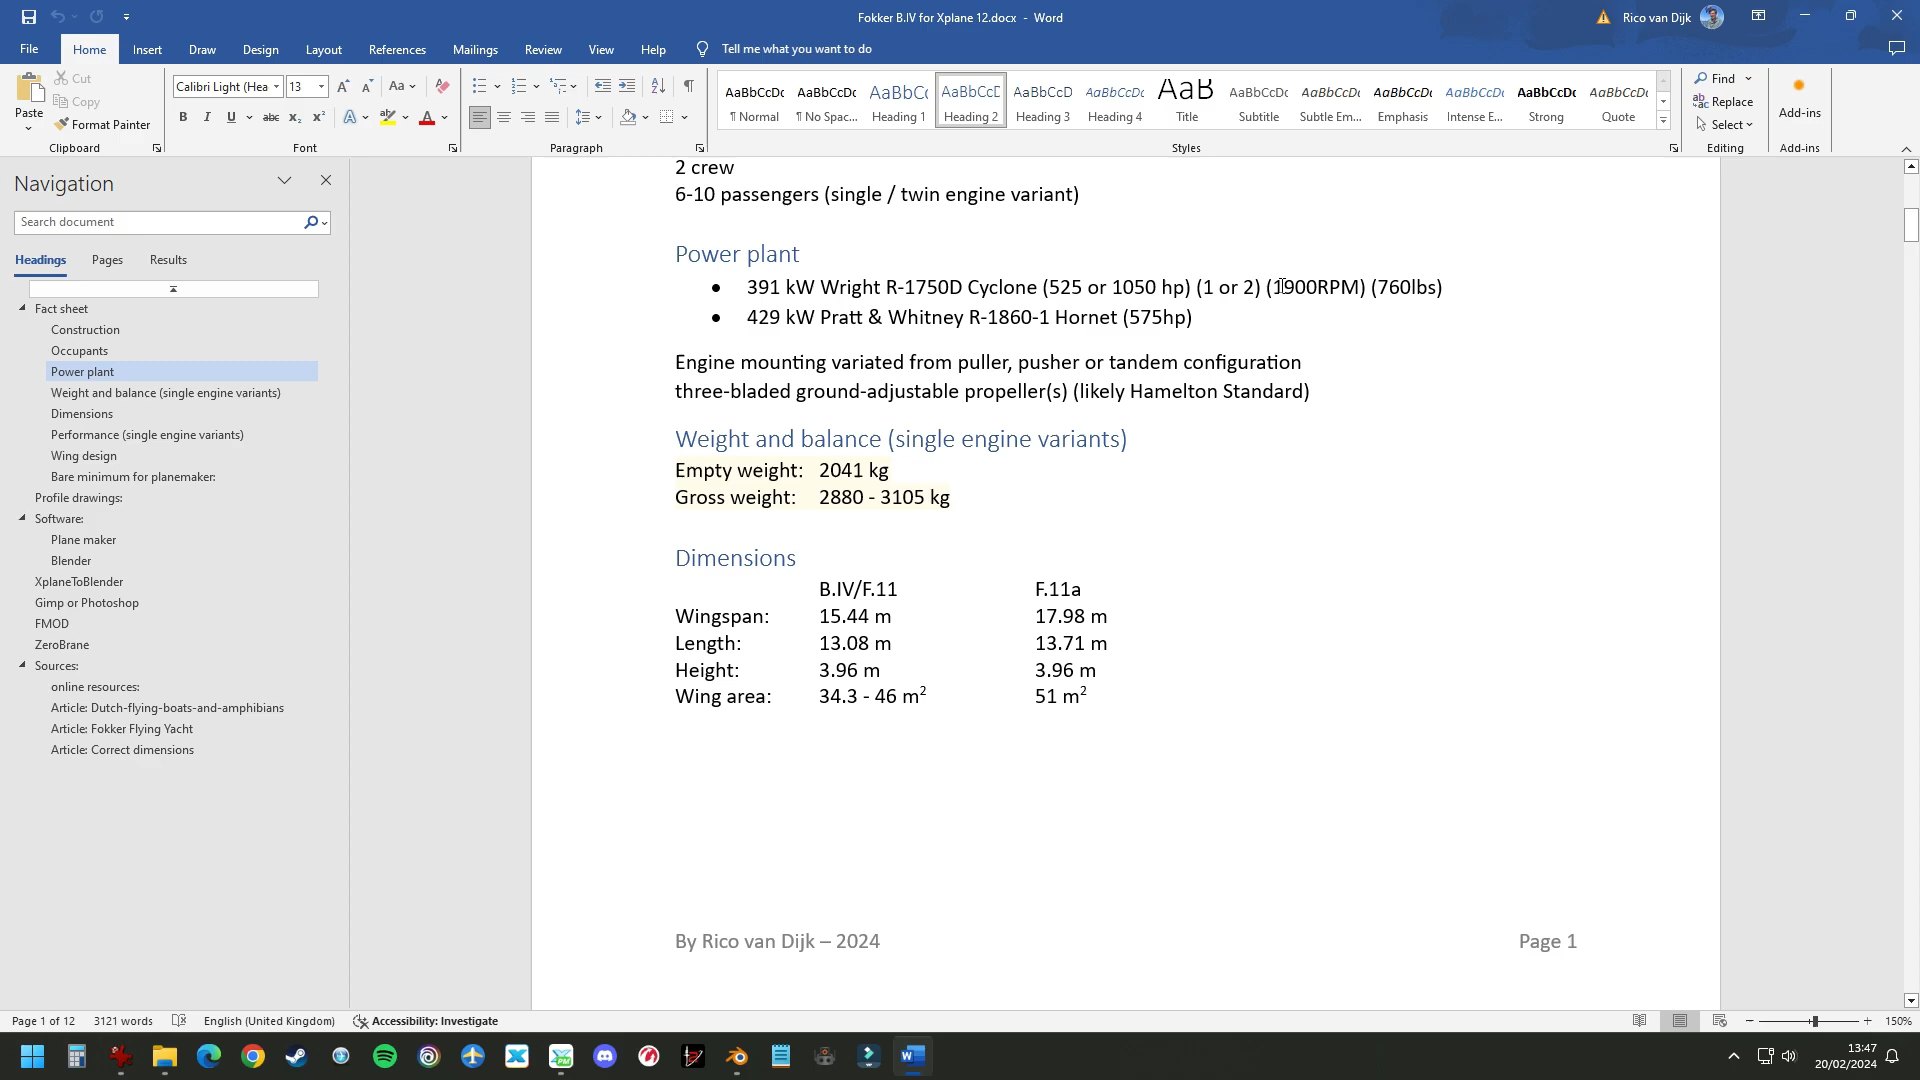 Fokker B.IV for Xplane 12.docx - Word
Rico van Dijk
File
Home
Insert
Draw
Design
Layout
References
Mailings
Review
View
Help
Tell me what you want to do
Paste
Cut
Copy
Format Painter
Clipboard
Calibri Light (Hea
13
Font
Paragraph
AaBbCcDc
¶ Normal
AaBbCcDc
¶ No Spac...
AaBbCc
Heading 1
AaBbCcD
Heading 2
AaBbCcD
Heading 3
AaBbCcDc
Heading 4
AaB
Title
AaBbCcDc
Subtitle
AaBbCcDc
Subtle Em...
AaBbCcDc
Emphasis
AaBbCcDc
Intense E...
AaBbCcDc
Strong
AaBbCcDc
Quote
Styles
Find
Replace
Select
Editing
Add-ins
Add-ins
Navigation
Search document
Headings
Pages
Results
Fact sheet
Construction
Occupants
Power plant
Weight and balance (single engine variants)
Dimensions
Performance (single engine variants)
Wing design
Bare minimum for planemaker:
Profile drawings:
Software:
Plane maker
Blender
XplaneToBlender
Gimp or Photoshop
FMOD
ZeroBrane
Sources:
online resources:
Article: Dutch-flying-boats-and-amphibians
Article: Fokker Flying Yacht
Article: Correct dimensions
2 crew
6-10 passengers (single / twin engine variant)
Power plant
• 391 kW Wright R-1750D Cyclone (525 or 1050 hp) (1 or 2) (1900RPM) (760lbs)
• 429 kW Pratt & Whitney R-1860-1 Hornet (575hp)
Engine mounting variated from puller, pusher or tandem configuration
three-bladed ground-adjustable propeller(s) (likely Hamelton Standard)
Weight and balance (single engine variants)
Empty weight: 2041 kg
Gross weight: 2880 - 3105 kg
Dimensions
B.IV/F.11 F.11a
Wingspan: 15.44 m 17.98 m
Length: 13.08 m 13.71 m
Height: 3.96 m 3.96 m
Wing area: 34.3 - 46 m² 51 m²
By Rico van Dijk – 2024 Page 1
Page 1 of 12
3121 words
English (United Kingdom)
Accessibility: Investigate
150%
13:47
20/02/2024